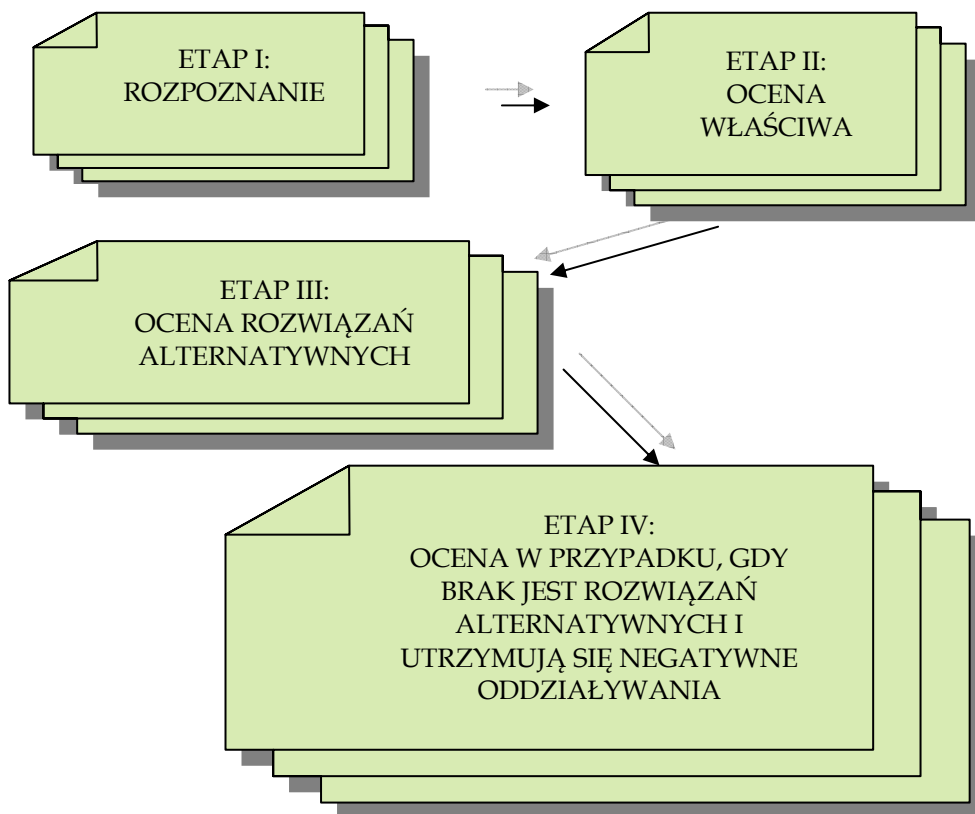 ETAP I:
ROZPOZNANIE
ETAP II:
OCENA
WŁAŚCIWA
ETAP III:
OCENA ROZWIĄZAŃ
ALTERNATYWNYCH
ETAP IV:
OCENA W PRZYPADKU, GDY
BRAK JEST ROZWIĄZAŃ
ALTERNATYWNYCH I
UTRZYMUJĄ SIĘ NEGATYWNE
ODDZIAŁYWANIA